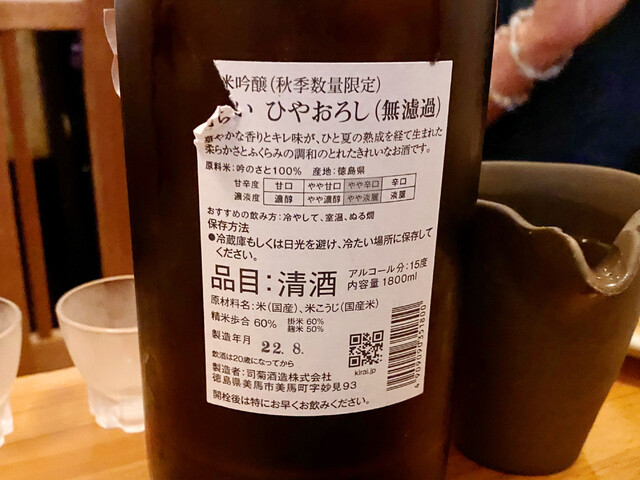 米吟醸(秋季数量限定)
らい ひやおろし(無濾過)
やかな香りとキレ味が、ひと夏の熟成を経て生まれた
柔らかさとふくらみの調和のとれたきれいなお酒です。
原料米:吟のさと100% 産地:徳島県
甘辛度 甘口 やや甘口 やや辛口 辛口
濃淡度 濃醇 やや濃醇 やや淡麗 淡麗
おすすめの飲み方:冷やして、室温、ぬる燗
保存方法
●冷蔵庫もしくは日光を避け、冷たい場所に保存して
ください。
品目:清酒
アルコール分:15度
内容量 1800ml
原材料名:米(国産)、米こうじ(国産米)
精米歩合 60% 掛米 60%
麹米 50%
製造年月 22.8.
飲酒は20歳になってから
製造者:司菊酒造株式会社
徳島県美馬市美馬町字妙見93
開栓後は特にお早くお飲みください。
kirai.jp
4909090351800